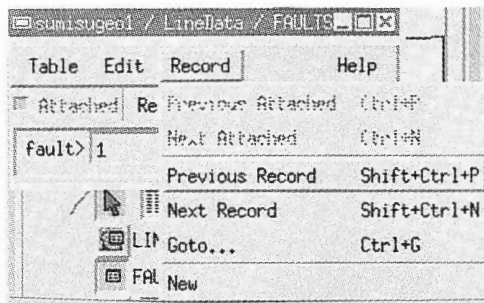 sumisugeo1 / LineData / FAULTS
Table Edit Record Help
Attached Re
Previous Attached Ctrl+P
Next Attached Ctrl+N
fault> 1
Previous Record Shift+Ctrl+P
Next Record Shift+Ctrl+N
LIN Goto... Ctrl+G
FAU New